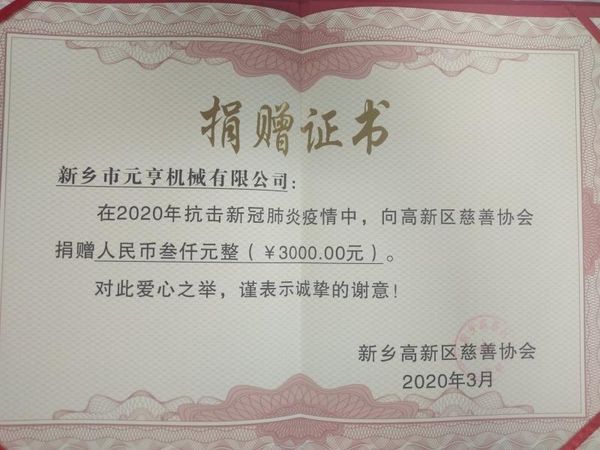 捐赠证书
新乡市元亨机械有限公司：
在2020年抗击新冠肺炎疫情中，向高新区慈善协会
捐赠人民币叁仟元整（￥3000.00元）。
对此爱心之举，谨表示诚挚的谢意！
新乡高新区慈善协会
2020年3月